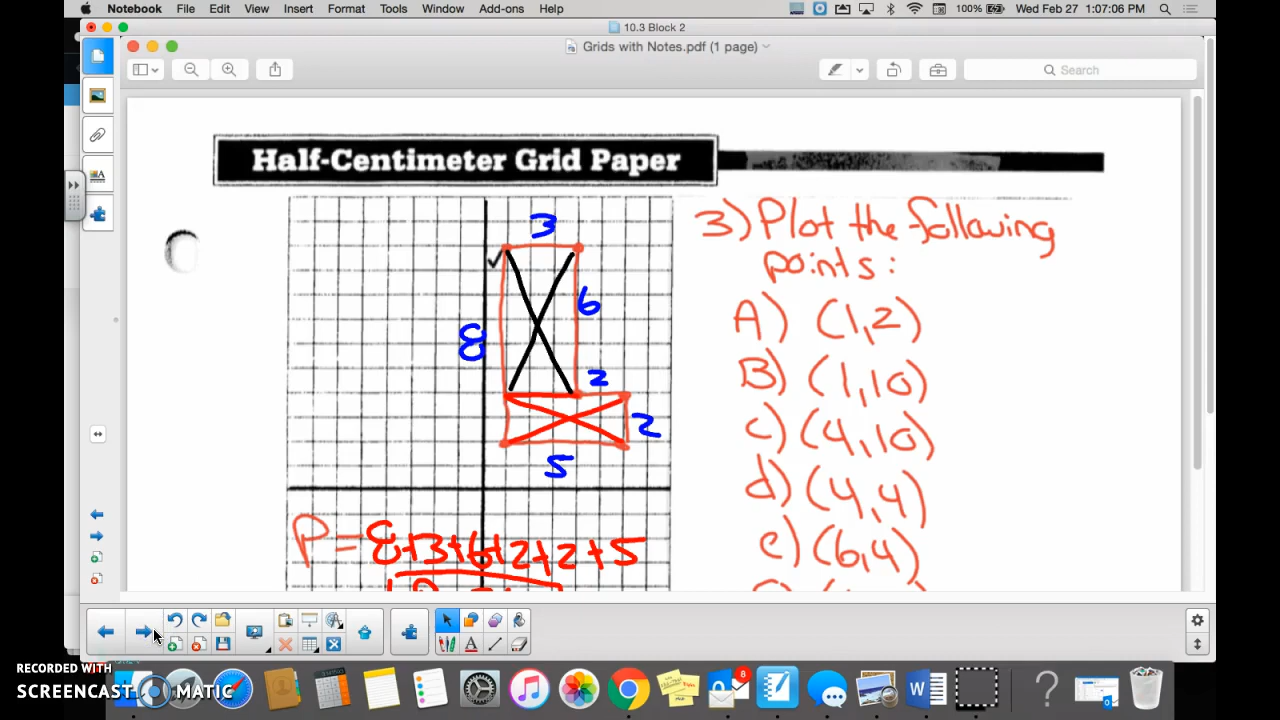 Notebook File Edit View Insert Format Tools Window Add-ons Help 100% Wed Feb 27 1:07:06 PM
10.3 Block 2
Grids with Notes.pdf (1 page)
Search
Half-Centimeter Grid Paper
3
6
8
2
2
5
P=8+3+6+2+2+5
3) Plot the following
points:
A) (1,2)
B) (1,10)
c) (4,10)
d) (4,4)
e) (6,4)
RECORDED WITH
SCREENCAST MATIC
8